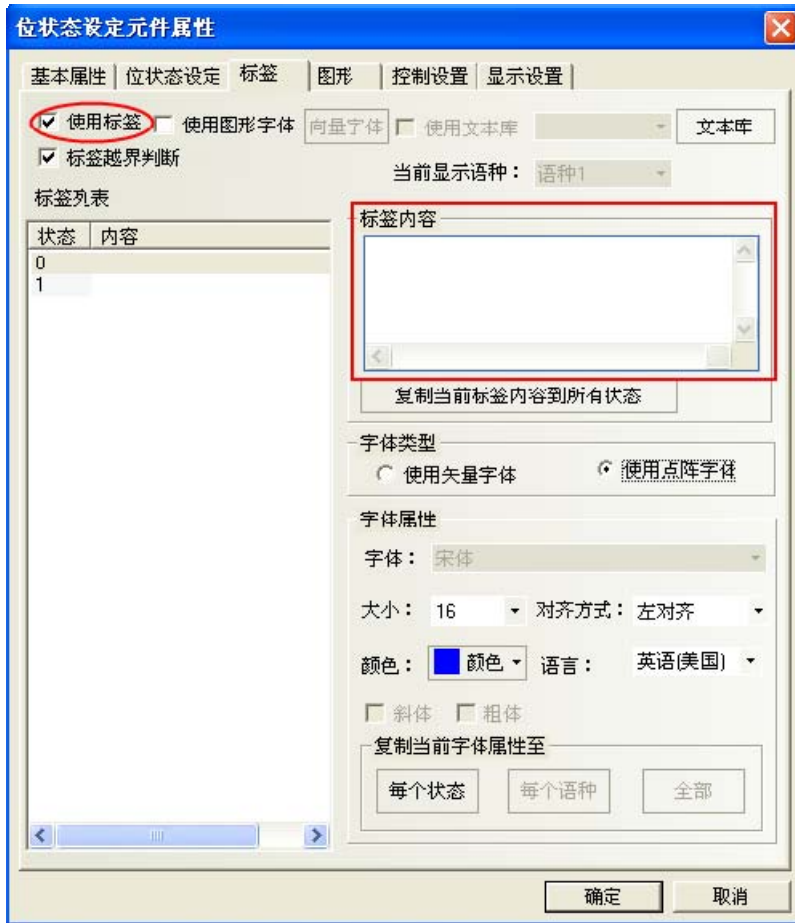 位状态设定元件属性
基本属性 位状态设定 标签 图形 控制设置 显示设置
使用标签 使用图形字体 向量字体 使用文本库 文本库
标签越界判断
当前显示语种： 语种1
标签列表
状态 内容
0
1
标签内容
复制当前标签内容到所有状态
字体类型
使用矢量字体 使用点阵字体
字体属性
字体： 宋体
大小： 16 对齐方式： 左对齐
颜色： 颜色 语言： 英语(美国)
斜体 粗体
复制当前字体属性至
每个状态 每个语种 全部
确定 取消